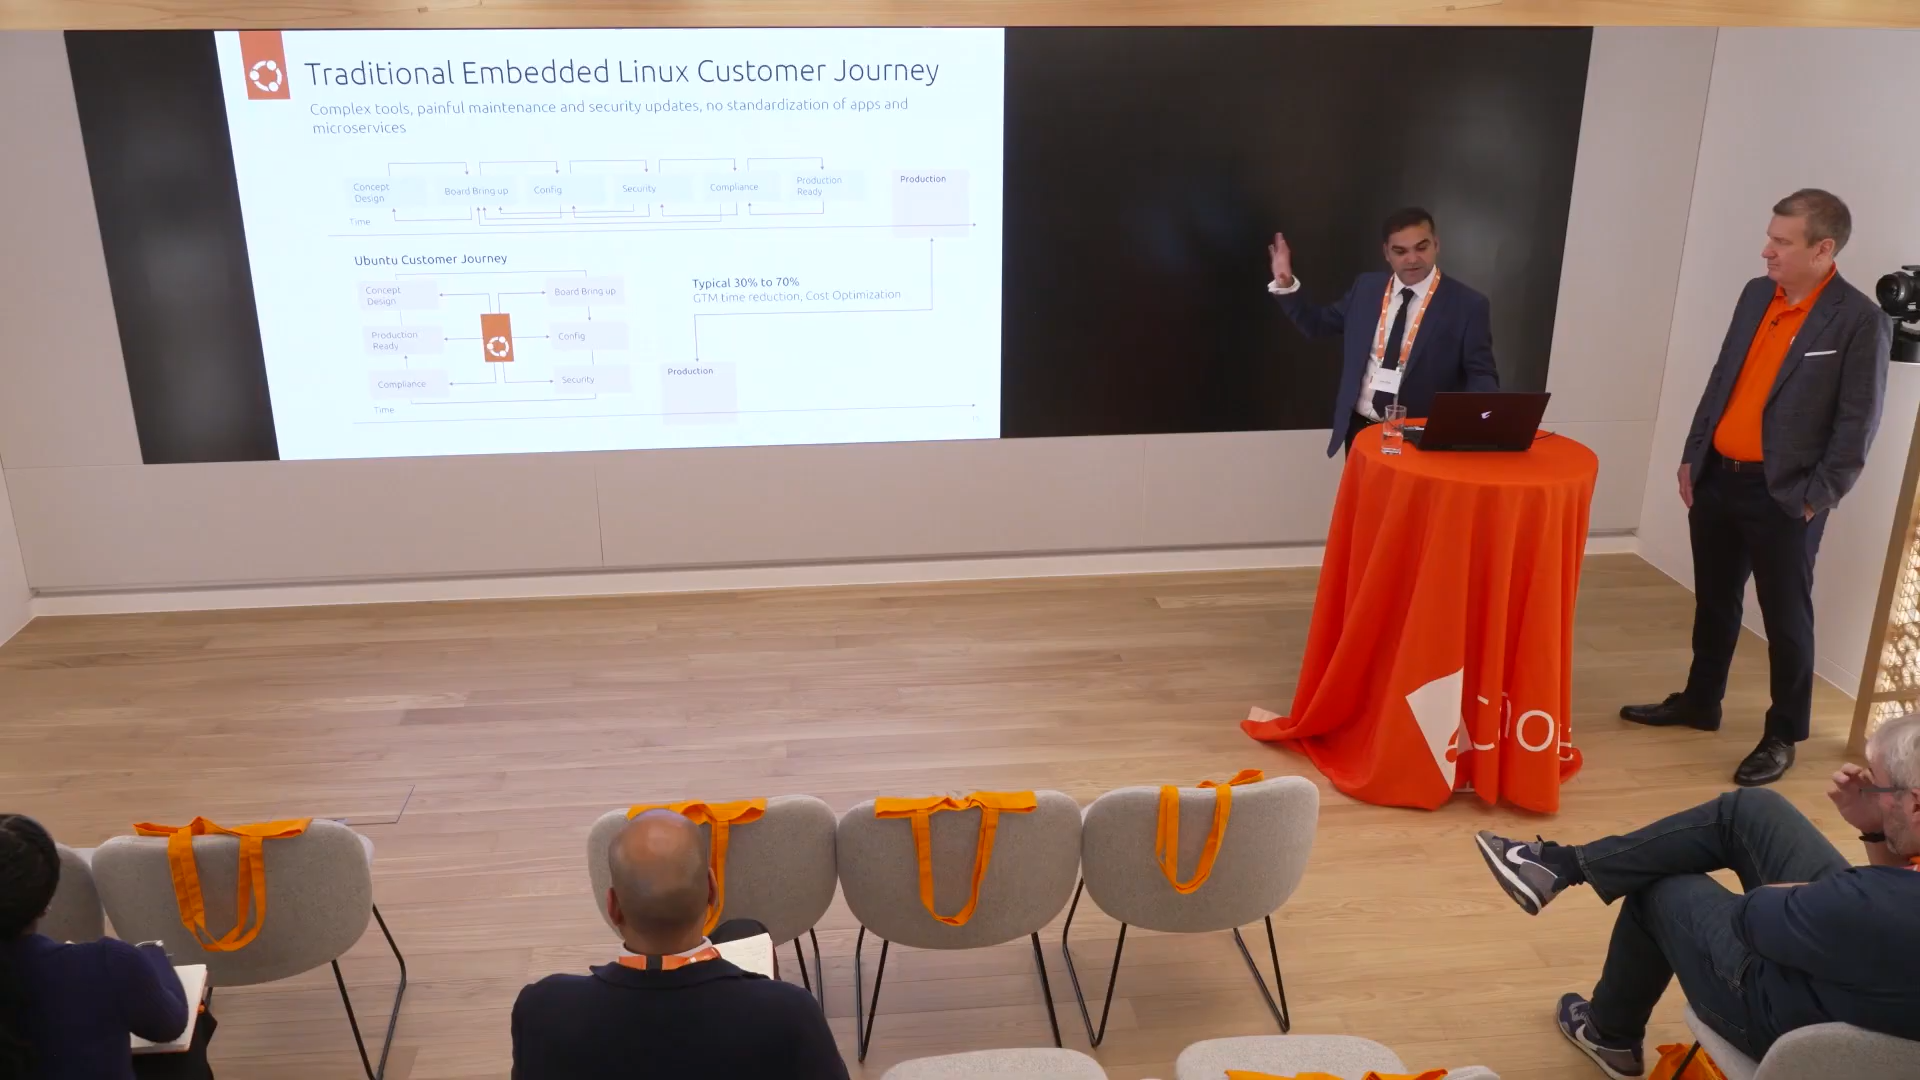 Traditional Embedded Linux Customer Journey
Complex tools, painful maintenance and security updates, no standardization of apps and
microservices
Concept
Design
Board Bring up
Config
Security
Compliance
Production
Ready
Production
Time
Ubuntu Customer Journey
Concept
Design
Board Bring up
Production
Ready
Config
Compliance
Security
Time
Typical 30% to 70%
GTM time reduction, Cost Optimization
Production